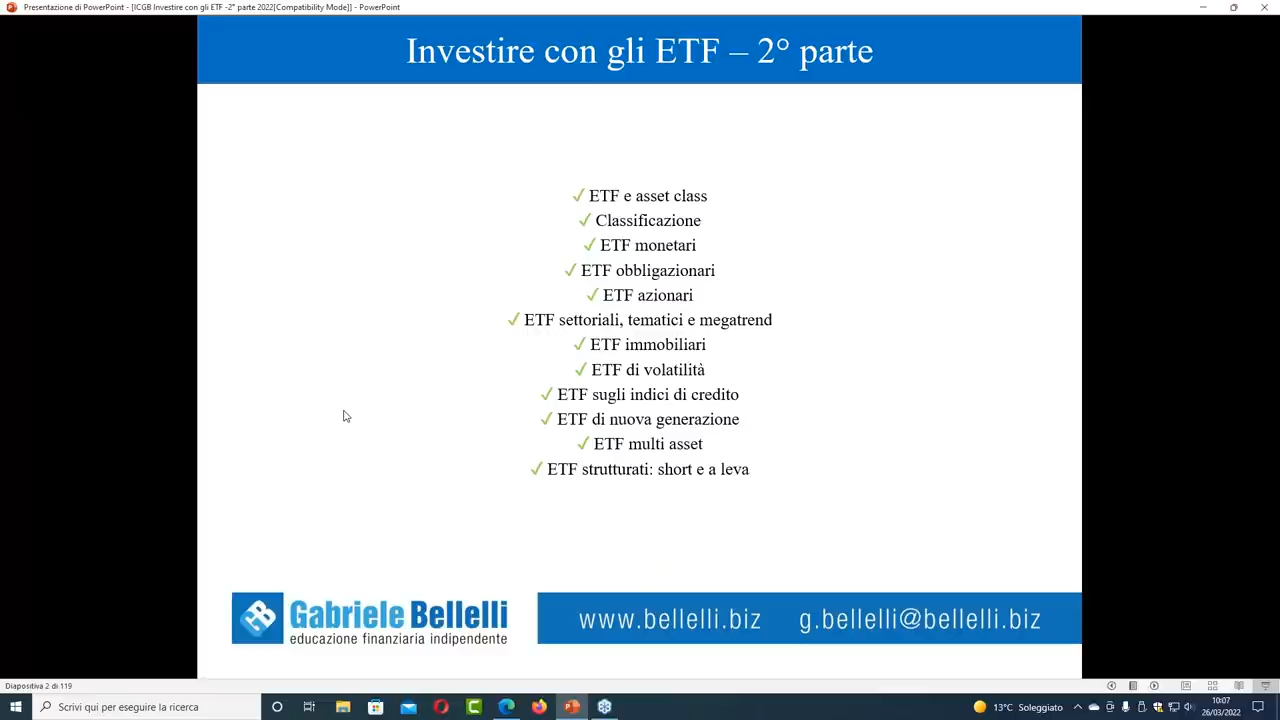 Presentazione di PowerPoint - [ICGB Investire con gli ETF -2° parte 2022[Compatibility Mode]] - PowerPoint
Investire con gli ETF – 2° parte
✓ ETF e asset class
✓ Classificazione
✓ ETF monetari
✓ ETF obbligazionari
✓ ETF azionari
✓ ETF settoriali, tematici e megatrend
✓ ETF immobiliari
✓ ETF di volatilità
✓ ETF sugli indici di credito
✓ ETF di nuova generazione
✓ ETF multi asset
✓ ETF strutturati: short e a leva
Gabriele Bellelli
educazione finanziaria indipendente
www.bellelli.biz g.bellelli@bellelli.biz
Diapositiva 2 di 119
Scrivi qui per eseguire la ricerca
13°C Soleggiato
10:07
26/03/2022